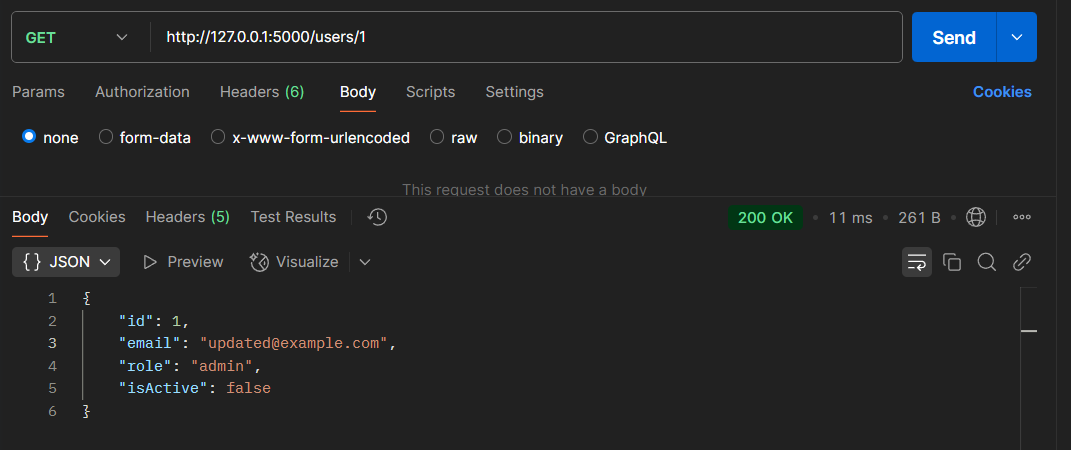 GET http://127.0.0.1:5000/users/1 Send
Params Authorization Headers (6) Body Scripts Settings Cookies
none form-data x-www-form-urlencoded raw binary GraphQL
This request does not have a body
Body Cookies Headers (5) Test Results 200 OK • 11 ms • 261 B •
{} JSON Preview Visualize
1 {
2 "id": 1,
3 "email": "updated@example.com",
4 "role": "admin",
5 "isActive": false
6 }